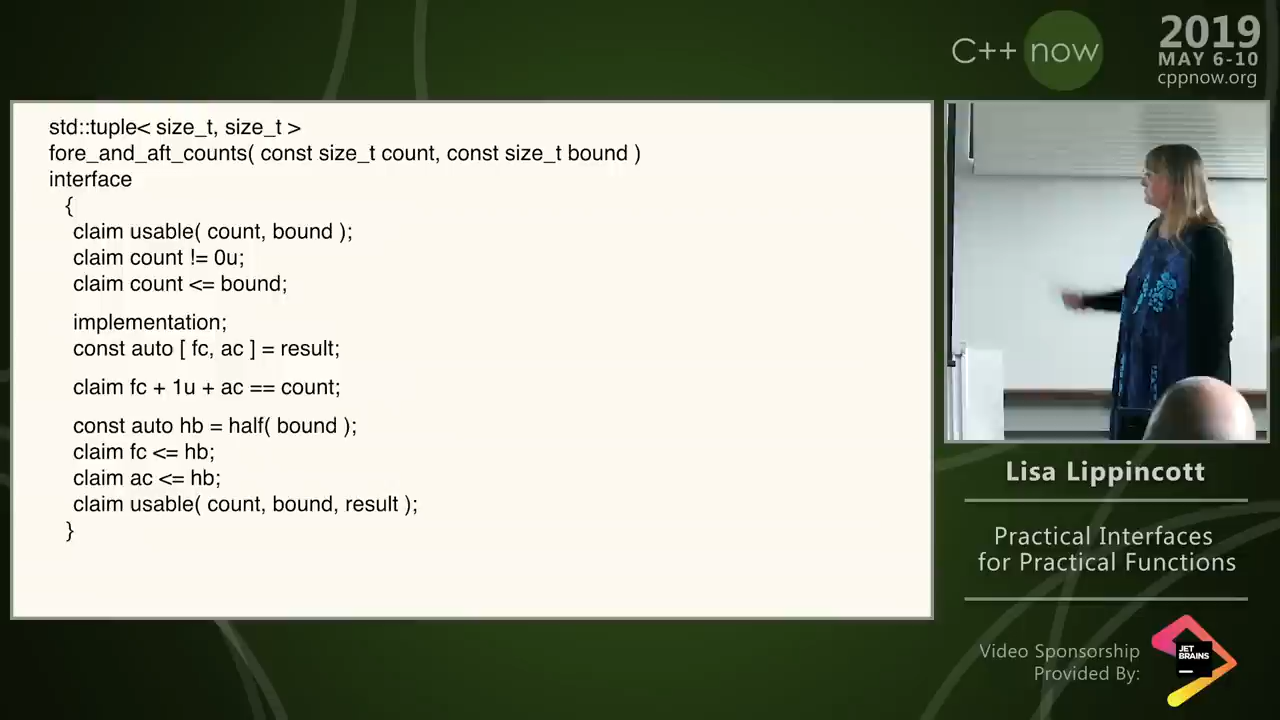 C++ now
2019
MAY 6-10
cppnow.org
std::tuple< size_t, size_t >
fore_and_aft_counts( const size_t count, const size_t bound )
interface
{
claim usable( count, bound );
claim count != 0u;
claim count <= bound;
implementation;
const auto [ fc, ac ] = result;
claim fc + 1u + ac == count;
const auto hb = half( bound );
claim fc <= hb;
claim ac <= hb;
claim usable( count, bound, result );
}
Lisa Lippincott
Practical Interfaces
for Practical Functions
Video Sponsorship
Provided By:
JET
BRAINS